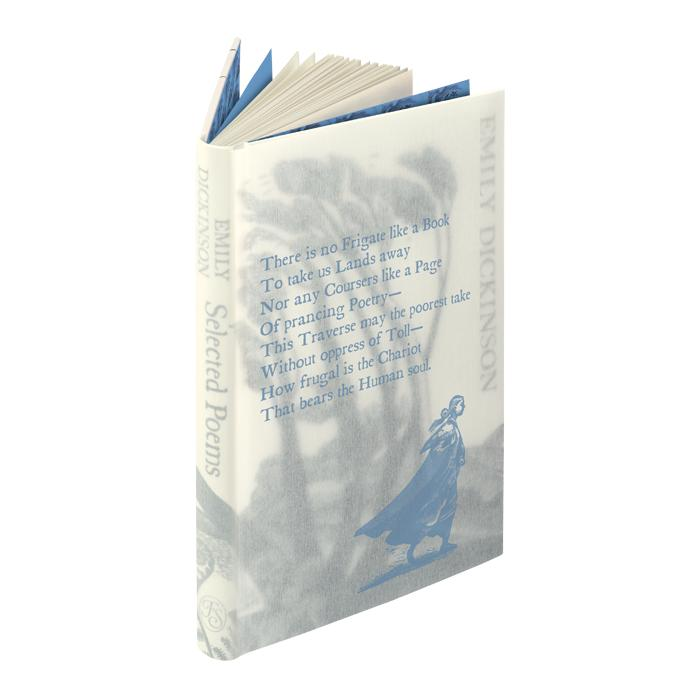 EMILY
DICKINSON
Selected Poems
FS
There is no Frigate like a Book
To take us Lands away
Nor any Coursers like a Page
Of prancing Poetry—
This Traverse may the poorest take
Without oppress of Toll—
How frugal is the Chariot
That bears the Human soul.
EMILY DICKINSON